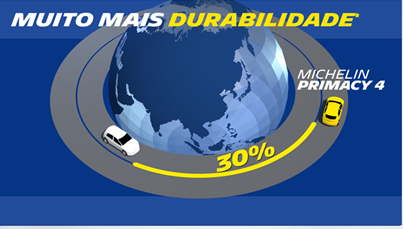 MUITO MAIS DURABILIDADE*
MICHELIN
PRIMACY 4
30%